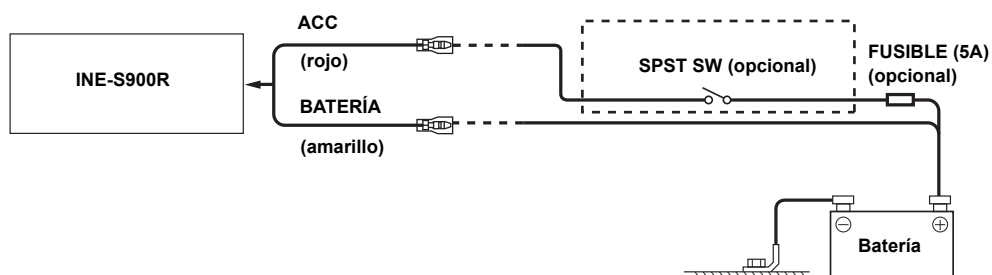 ACC
(rojo)
INE-S900R
BATERÍA
(amarillo)
SPST SW (opcional)
FUSIBLE (5A)
(opcional)
Batería